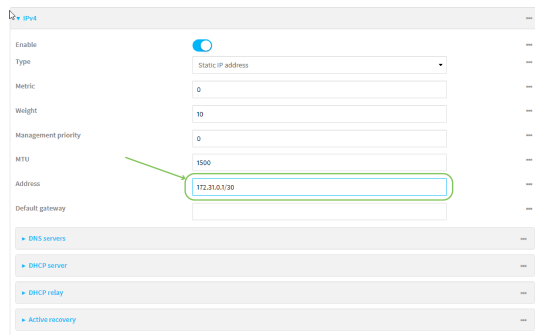 IPv4
Enable
Type
Static IP address
Metric
0
Weight
10
Management priority
0
MTU
1500
Address
172.31.0.1/30
Default gateway
DNS servers
DHCP server
DHCP relay
Active recovery